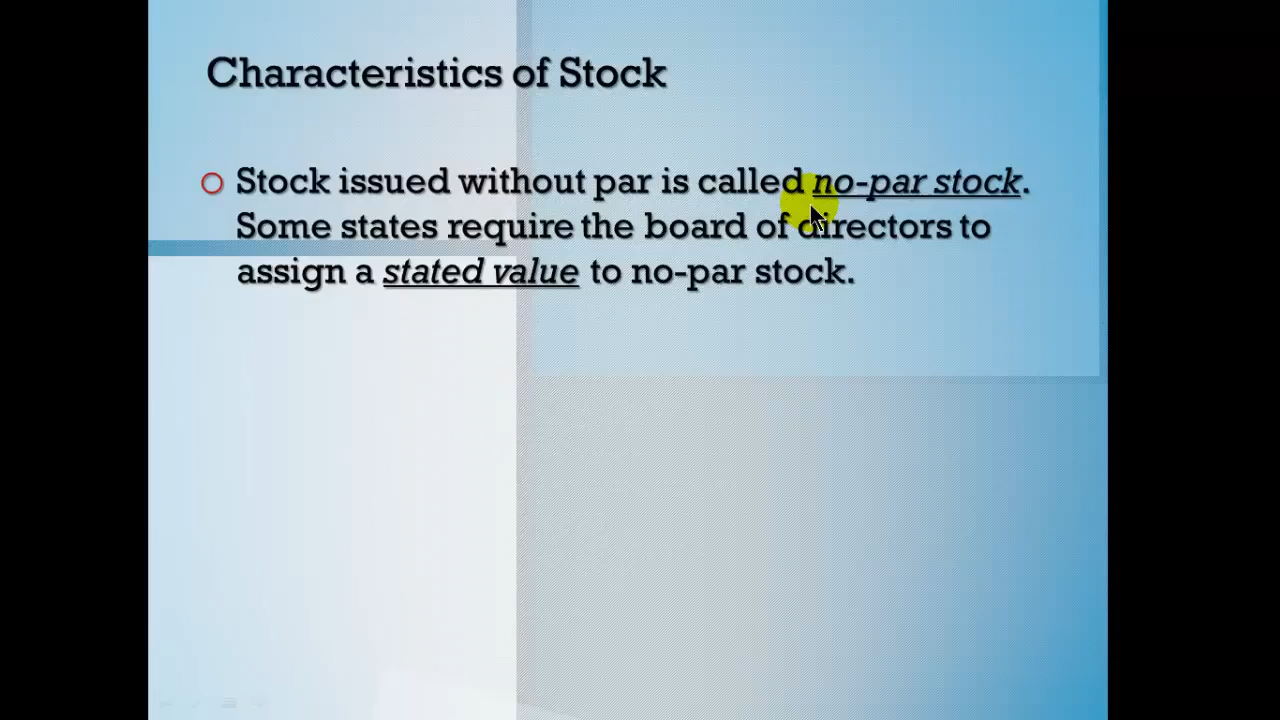 Characteristics of Stock
Stock issued without par is called no-par stock.
Some states require the board of directors to
assign a stated value to no-par stock.